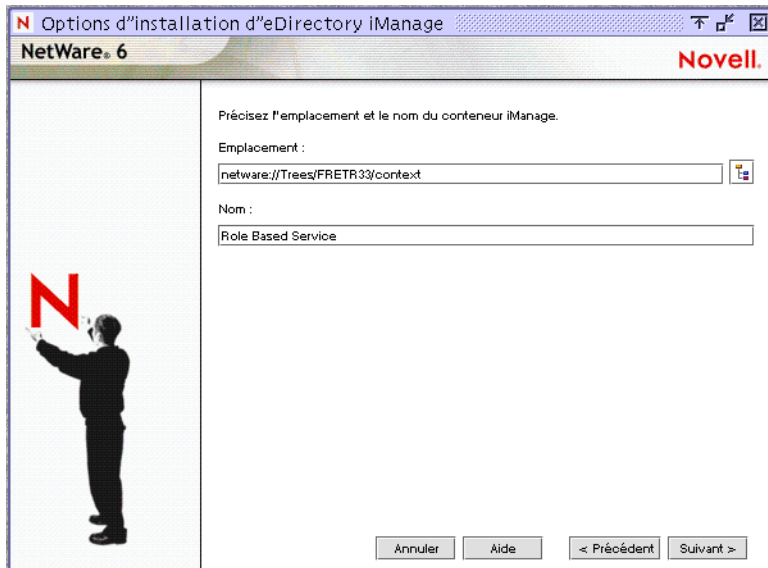 N Options d''installation d''eDirectory iManage
NetWare® 6
Novell.
Précisez l''emplacement et le nom du conteneur iManage.
Emplacement :
netware://Trees/FRETR33/context
Nom :
Role Based Service
N
Annuler Aide < Précédent Suivant >